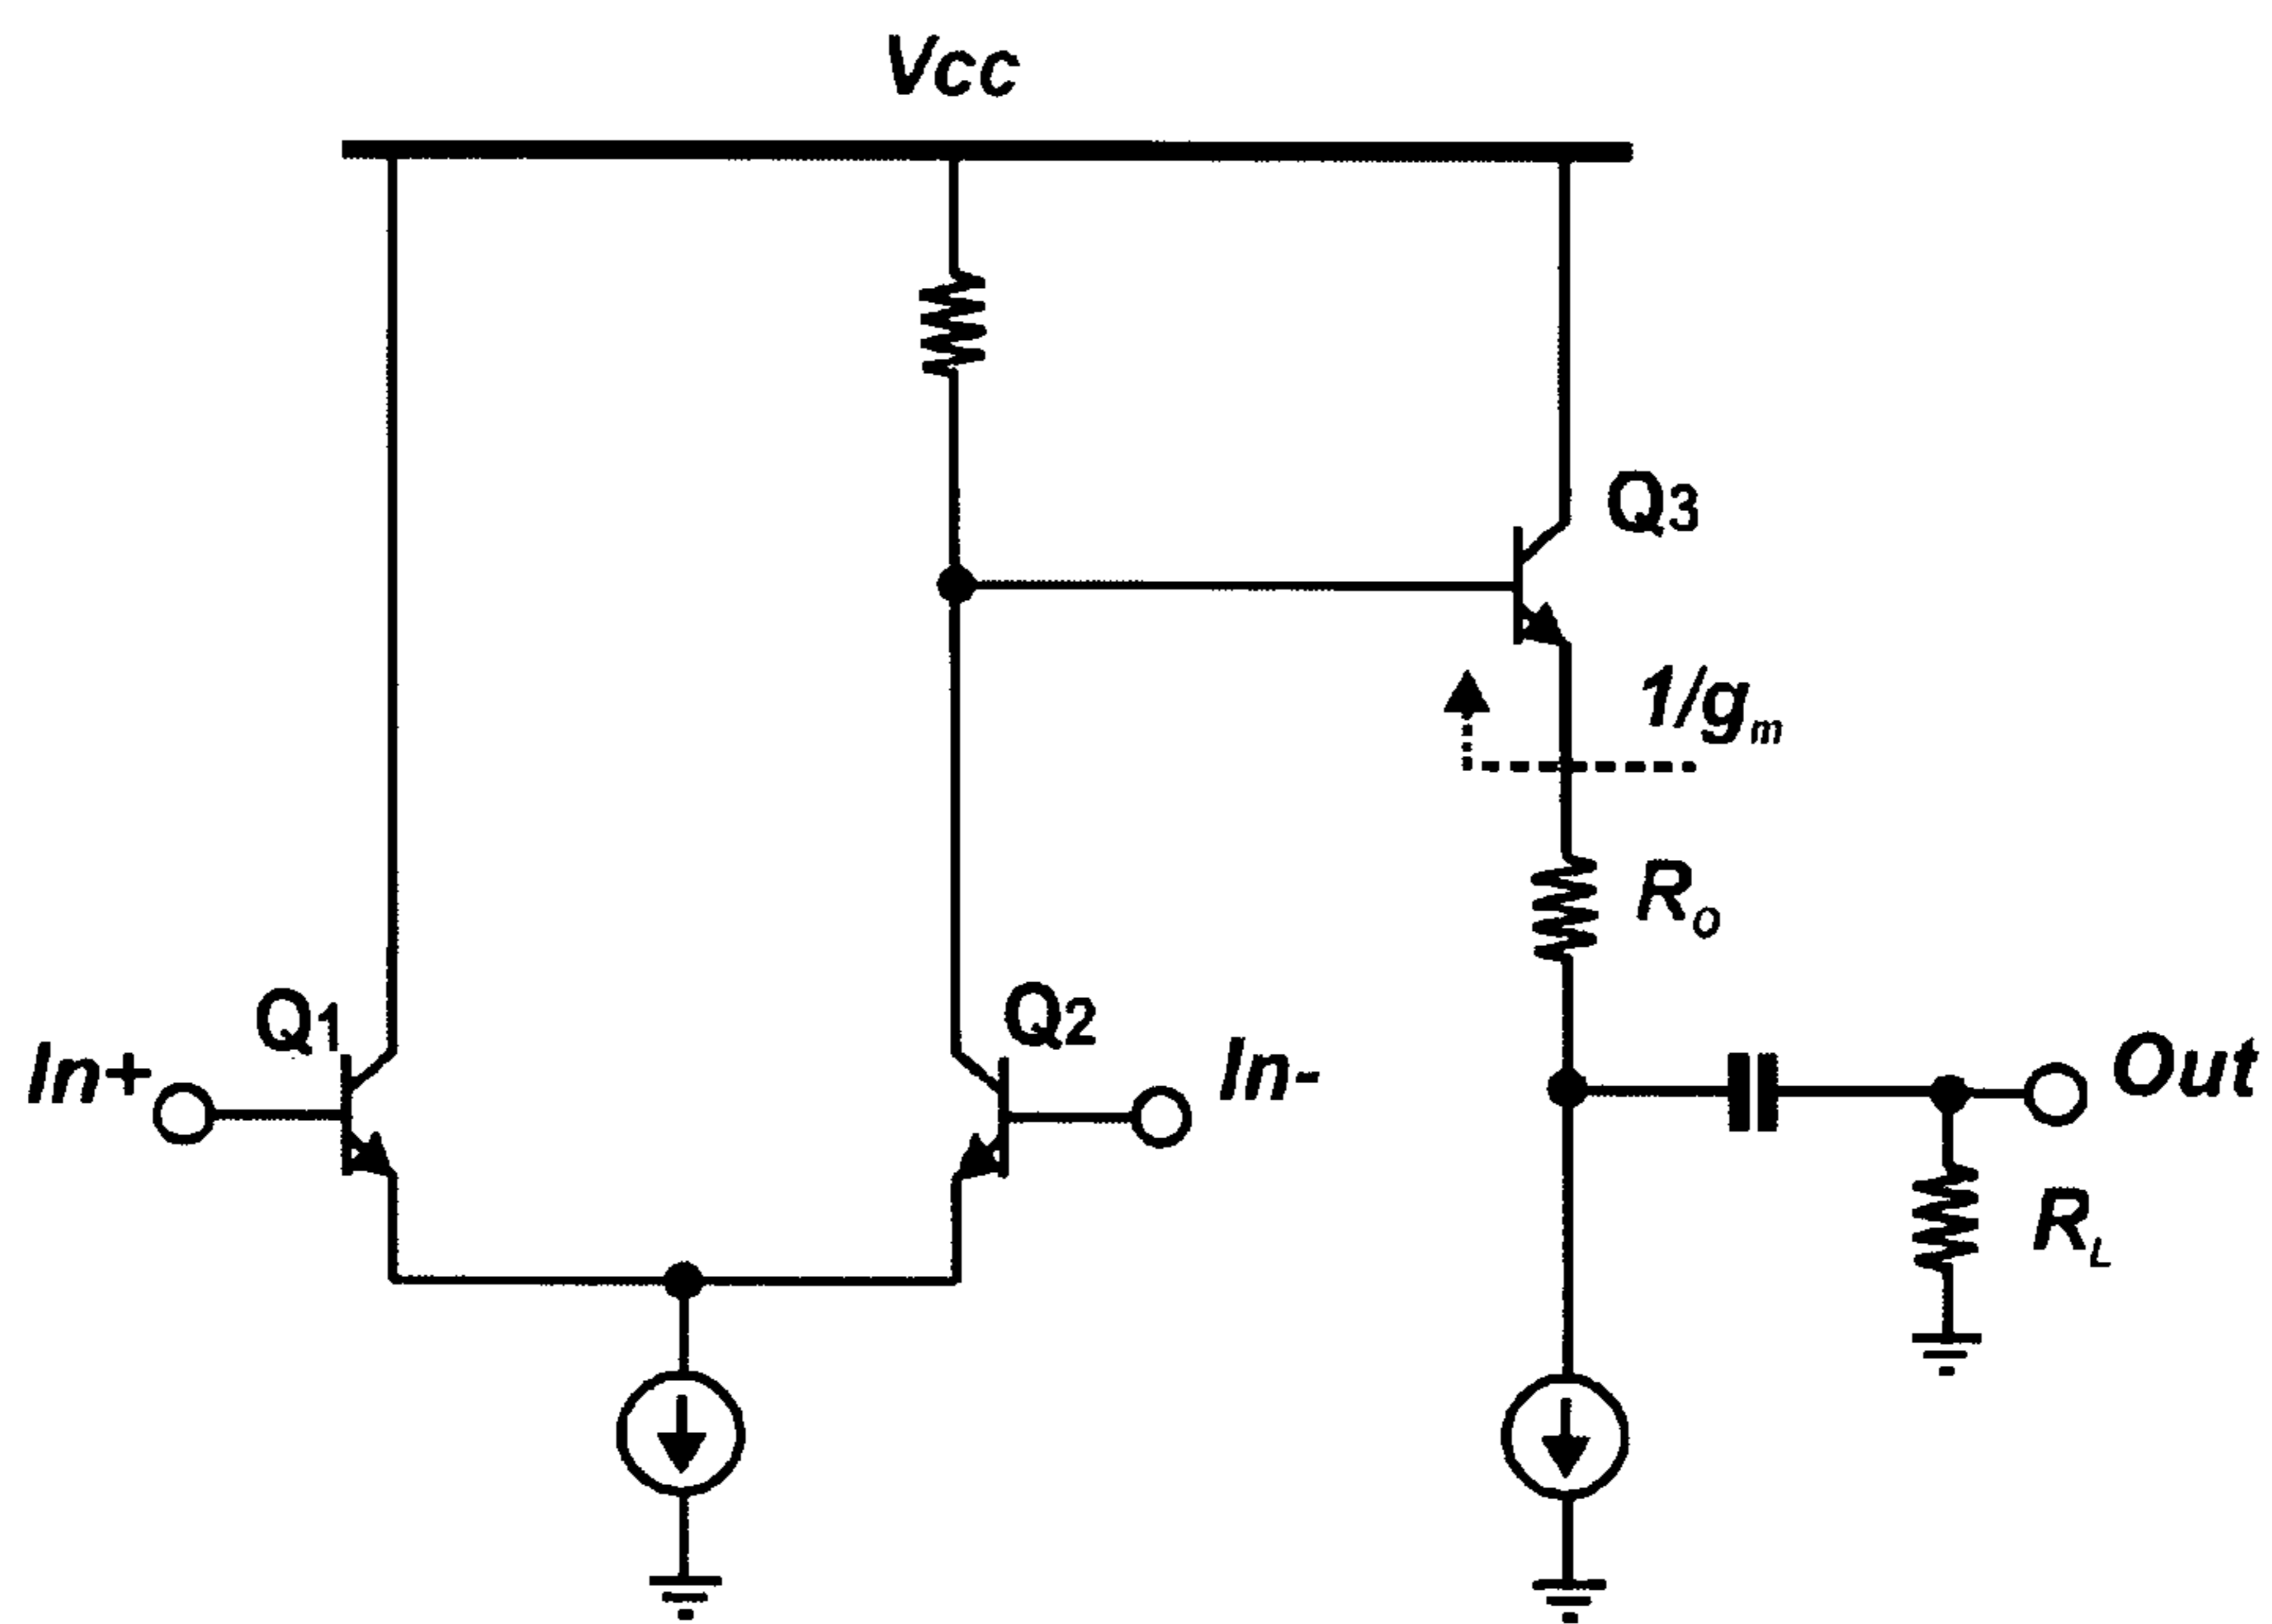 Vcc
Q3
1/gm
RO
Q1
Q2
In+
In-
Out
RL